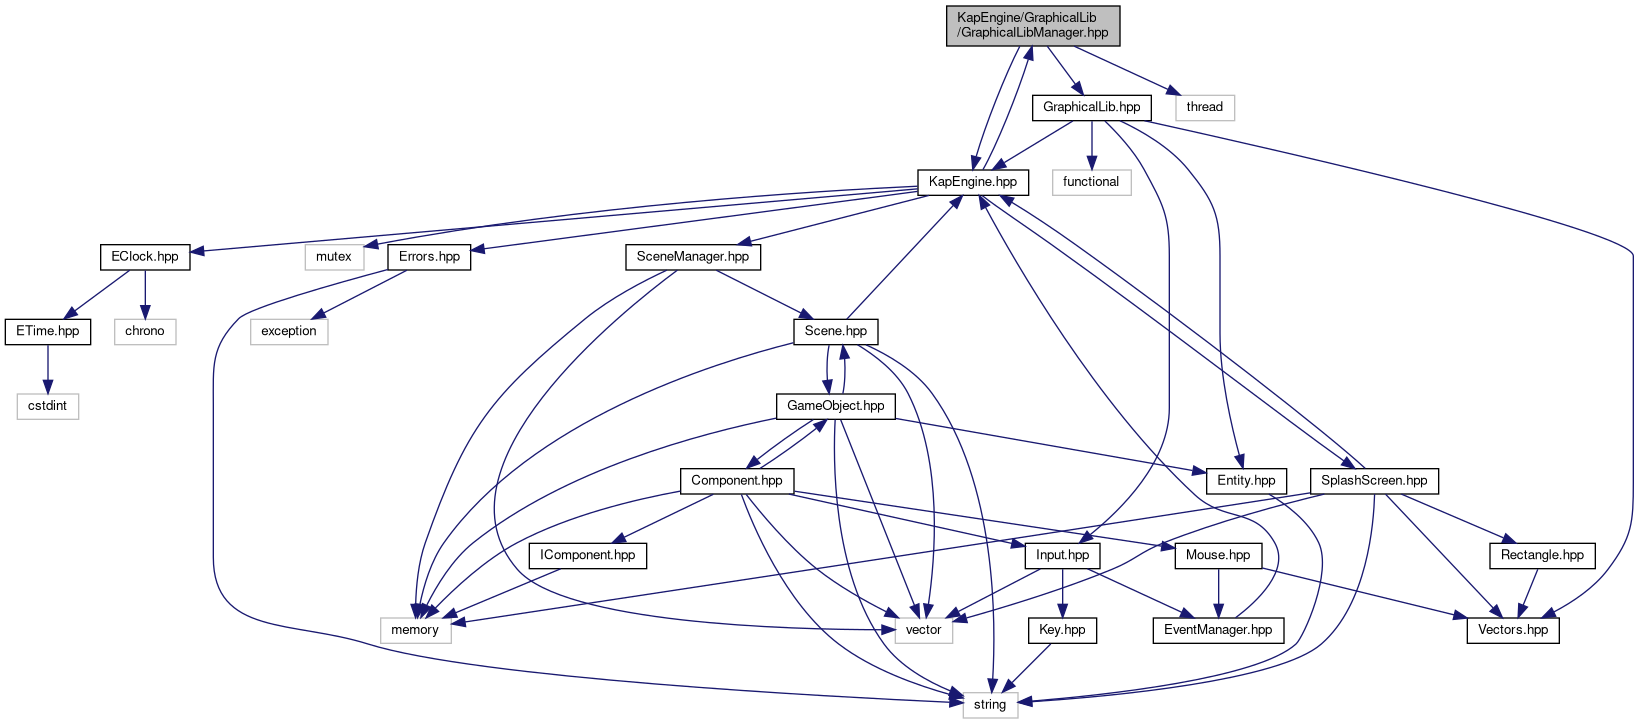 KapEngine/GraphicalLib
/GraphicalLibManager.hpp
GraphicalLib.hpp
thread
KapEngine.hpp
functional
EClock.hpp
mutex
Errors.hpp
SceneManager.hpp
ETime.hpp
chrono
exception
Scene.hpp
cstdint
GameObject.hpp
Component.hpp
Entity.hpp
SplashScreen.hpp
IComponent.hpp
Input.hpp
Mouse.hpp
Rectangle.hpp
memory
vector
Key.hpp
EventManager.hpp
Vectors.hpp
string